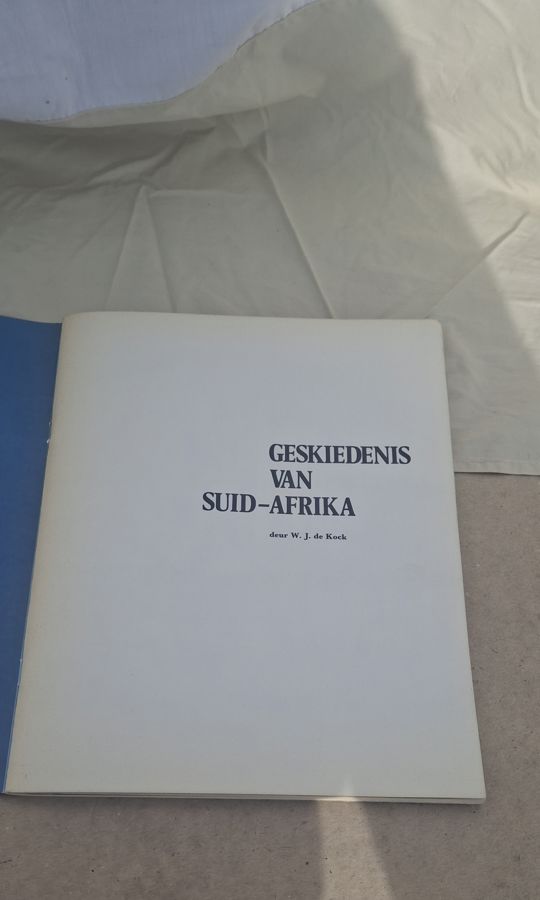 GESKIEDENIS
VAN
SUID-AFRIKA
deur W. J. de Kock